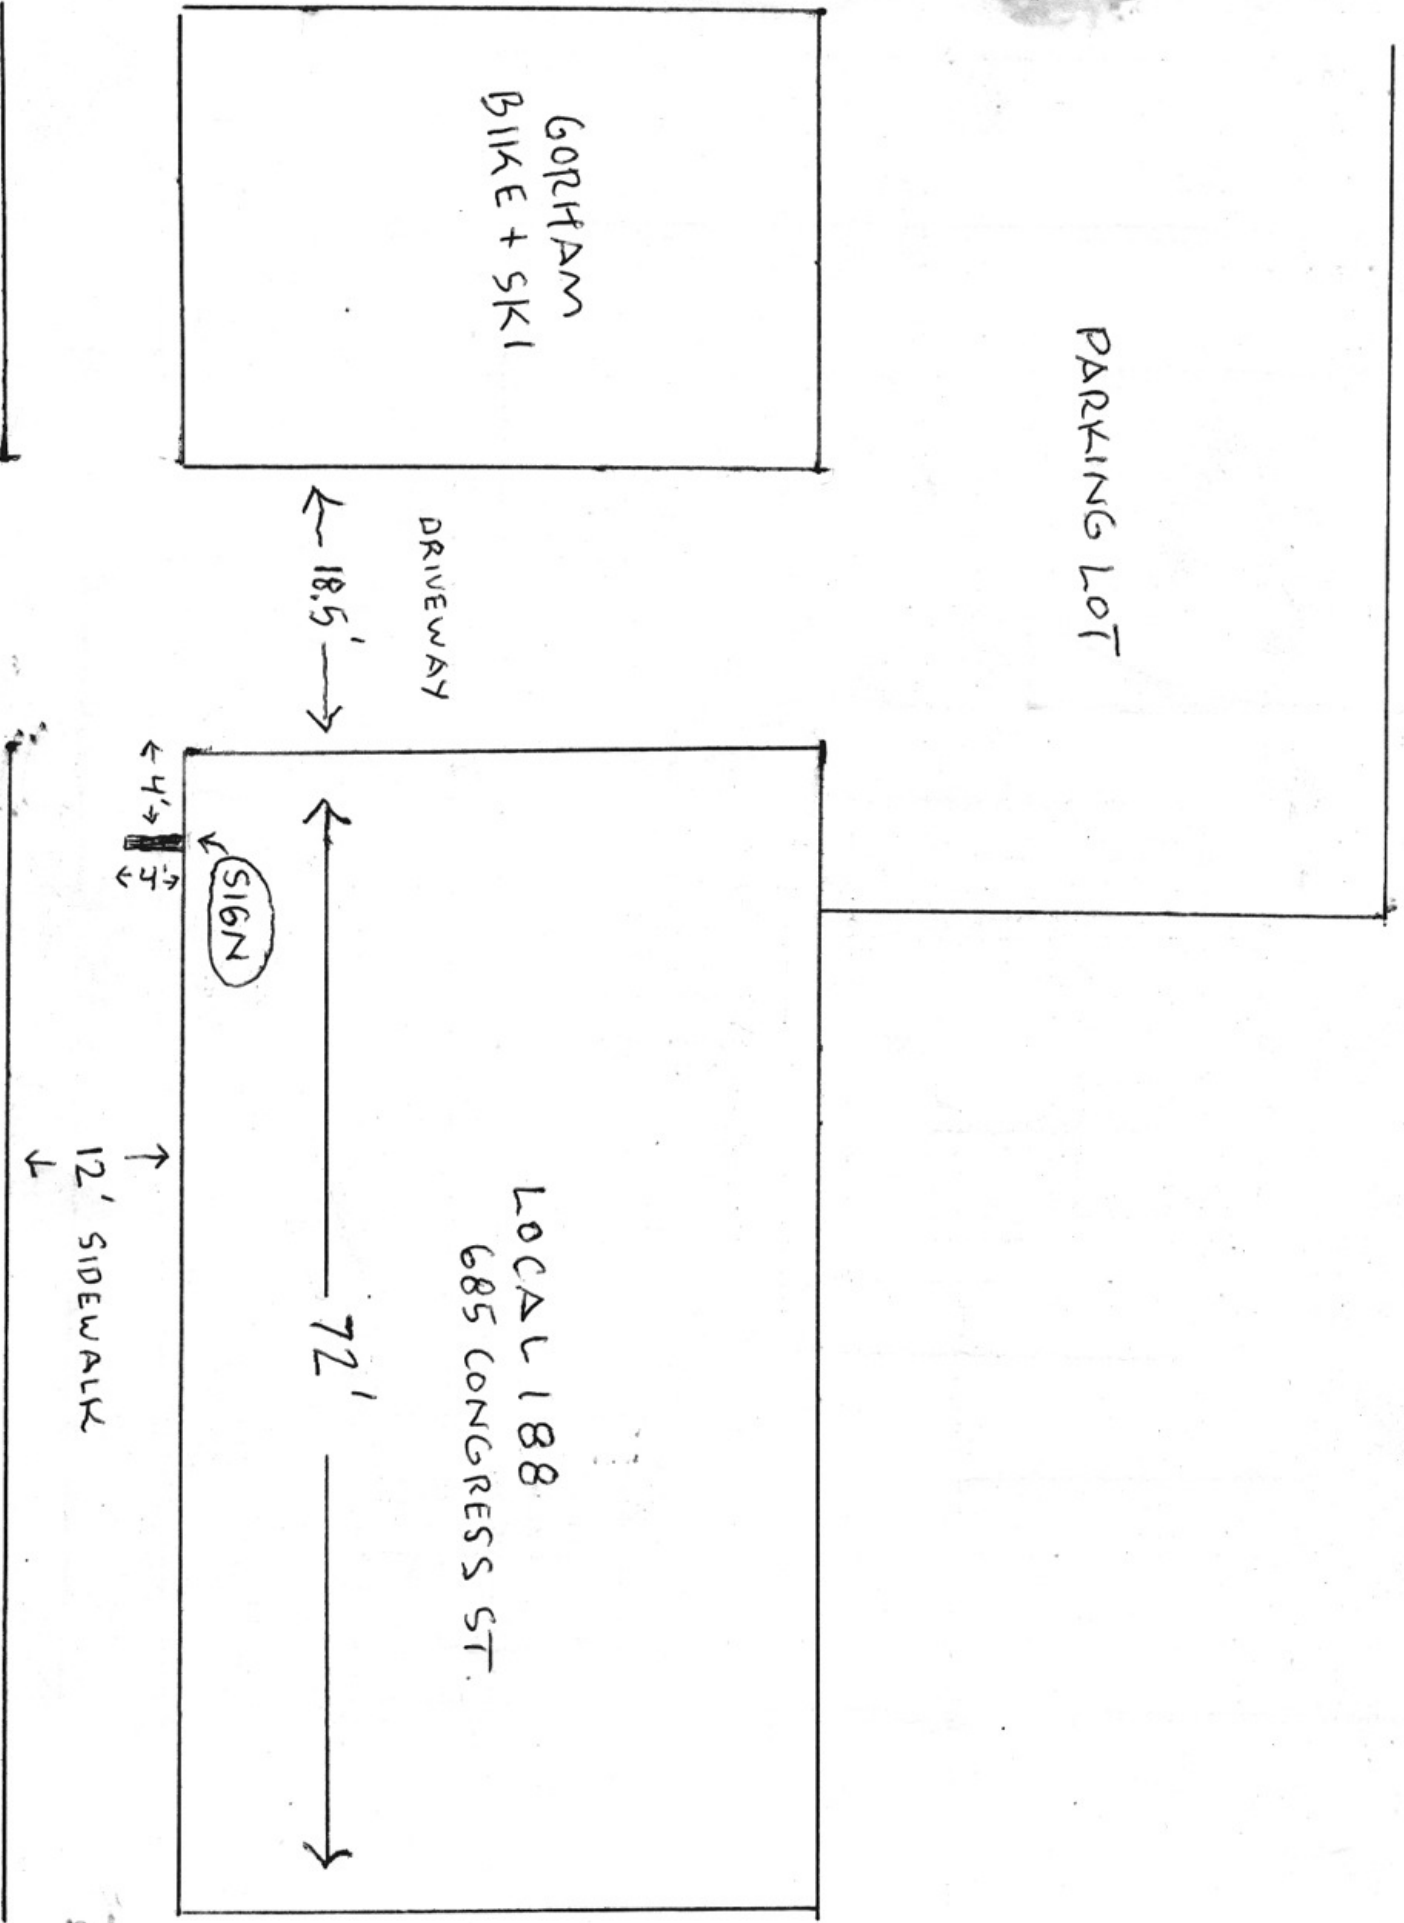 PARKING LOT
GORHAM
BIKE + SKI
DRIVEWAY
18.5'
LOCAL 188
685 CONGRESS ST.
72'
SIGN
4'
4'
12' SIDEWALK